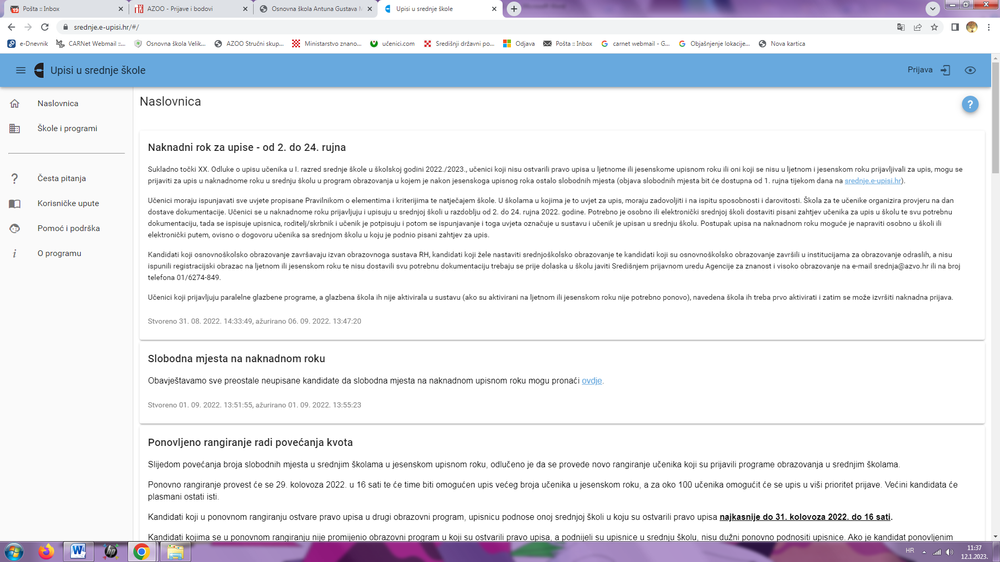 Pošta :: Inbox
AZOO - Prijave i bodovi
Osnovna škola Antuna Gustava M
Upisi u srednje škole
srednje.e-upisi.hr/#/
e-Dnevnik
CARNet Webmail ::...
Osnovna škola Velik...
AZOO Stručni skup...
Ministarstvo znano...
učenici.com
Središnji državni po...
Odjava
Pošta :: Inbox
carnet webmail - G...
Objašnjenje lokacije...
Nova kartica
Upisi u srednje škole
Prijava
Naslovnica
Škole i programi
Česta pitanja
Korisničke upute
Pomoć i podrška
O programu
Naslovnica
?
Naknadni rok za upise - od 2. do 24. rujna
Sukladno točki XX. Odluke o upisu učenika u I. razred srednje škole u školskoj godini 2022./2023., učenici koji nisu ostvarili pravo upisa u ljetnome ili jesenskome upisnom roku ili oni koji se nisu u ljetnom i jesenskom roku prijavljivali za upis, mogu se
prijaviti za upis u naknadnome roku u srednju školu u program obrazovanja u kojem je nakon jesenskoga upisnog roka ostalo slobodnih mjesta (objava slobodnih mjesta bit će dostupna od 1. rujna tijekom dana na srednje.e-upisi.hr).
Učenici moraju ispunjavati sve uvjete propisane Pravilnikom o elementima i kriterijima te natječajem škole. U školama u kojima je to uvjet za upis, moraju zadovoljiti i na ispitu sposobnosti i darovitosti. Škola za te učenike organizira provjeru na dan
dostave dokumentacije. Učenici se u naknadnome roku prijavljuju i upisuju u srednjoj školi u razdoblju od 2. do 24. rujna 2022. godine. Potrebno je osobno ili elektronički srednjoj školi dostaviti pisani zahtjev učenika za upis u školu te svu potrebnu
dokumentaciju, tada se ispisuje upisnica, roditelj/skrbnik i učenik je potpisuju i potom se ispunjavanje i toga uvjeta označuje u sustavu i učenik je upisan u srednju školu. Postupak upisa na naknadnom roku moguće je napraviti osobno u školi ili
elektronički putem, ovisno o dogovoru učenika sa srednjom školu u koju je podnio pisani zahtjev za upis.
Kandidati koji osnovnoškolsko obrazovanje završavaju izvan obrazovnoga sustava RH, kandidati koji žele nastaviti srednjoškolsko obrazovanje te kandidati koji su osnovnoškolsko obrazovanje završili u institucijama za obrazovanje odraslih, a nisu
ispunili registracijski obrazac na ljetnom ili jesenskom roku te nisu dostavili svu potrebnu dokumentaciju trebaju se prije dolaska u školu javiti Središnjem prijavnom uredu Agencije za znanost i visoko obrazovanje na e-mail srednja@azvo.hr ili na broj
telefona 01/6274-849.
Učenici koji prijavljuju paralelne glazbene programe, a glazbena škola ih nije aktivirala u sustavu (ako su aktivirani na ljetnom ili jesenskom roku nije potrebno ponovo), navedena škola ih treba prvo aktivirati i zatim se može izvršiti naknadna prijava.
Stvoreno 31. 08. 2022. 14:33:49, ažurirano 06. 09. 2022. 13:47:20
Slobodna mjesta na naknadnom roku
Obavještavamo sve preostale neupisane kandidate da slobodna mjesta na naknadnom upisnom roku mogu pronaći ovdje.
Stvoreno 01. 09. 2022. 13:51:55, ažurirano 01. 09. 2022. 13:55:23
Ponovljeno rangiranje radi povećanja kvota
Slijedom povećanja broja slobodnih mjesta u srednjim školama u jesenskom upisnom roku, odlučeno je da se provede novo rangiranje učenika koji su prijavili programe obrazovanja u srednjim školama.
Ponovno rangiranje provest će se 29. kolovoza 2022. u 16 sati te će time biti omogućen upis većeg broja učenika u jesenskom roku, a za oko 100 učenika omogućit će se upis u viši prioritet prijave. Većini kandidata će
plasmani ostati isti.
Kandidati koji u ponovnom rangiranju ostvare pravo upisa u drugi obrazovni program, upisnicu podnose onoj srednjoj školi u koju su ostvarili pravo upisa najkasnije do 31. kolovoza 2022. do 16 sati.
Kandidati kojima se u ponovnom rangiranju nije promijenio obrazovni program u koji su ostvarili pravo upisa, a podnijeli su upisnice u srednju školu, nisu dužni ponovno podnositi upisnice. Ako je kandidat ponovljenim
HR
11:37
12.1.2023.